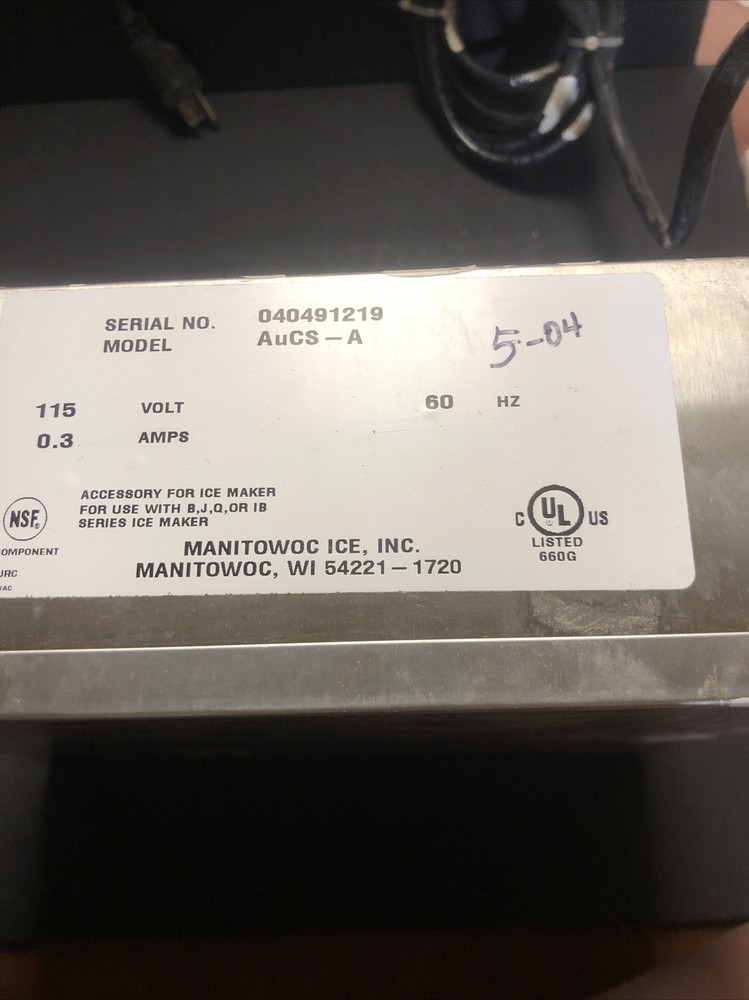 SERIAL NO. 040491219
MODEL AuCS-A
5-04
115 VOLT 60 HZ
0.3 AMPS
ACCESSORY FOR ICE MAKER
FOR USE WITH B,J,Q,OR IB
SERIES ICE MAKER
NSF®
OMPONENT
MANITOWOC ICE, INC.
MANITOWOC, WI 54221-1720
C UL US
LISTED
660G